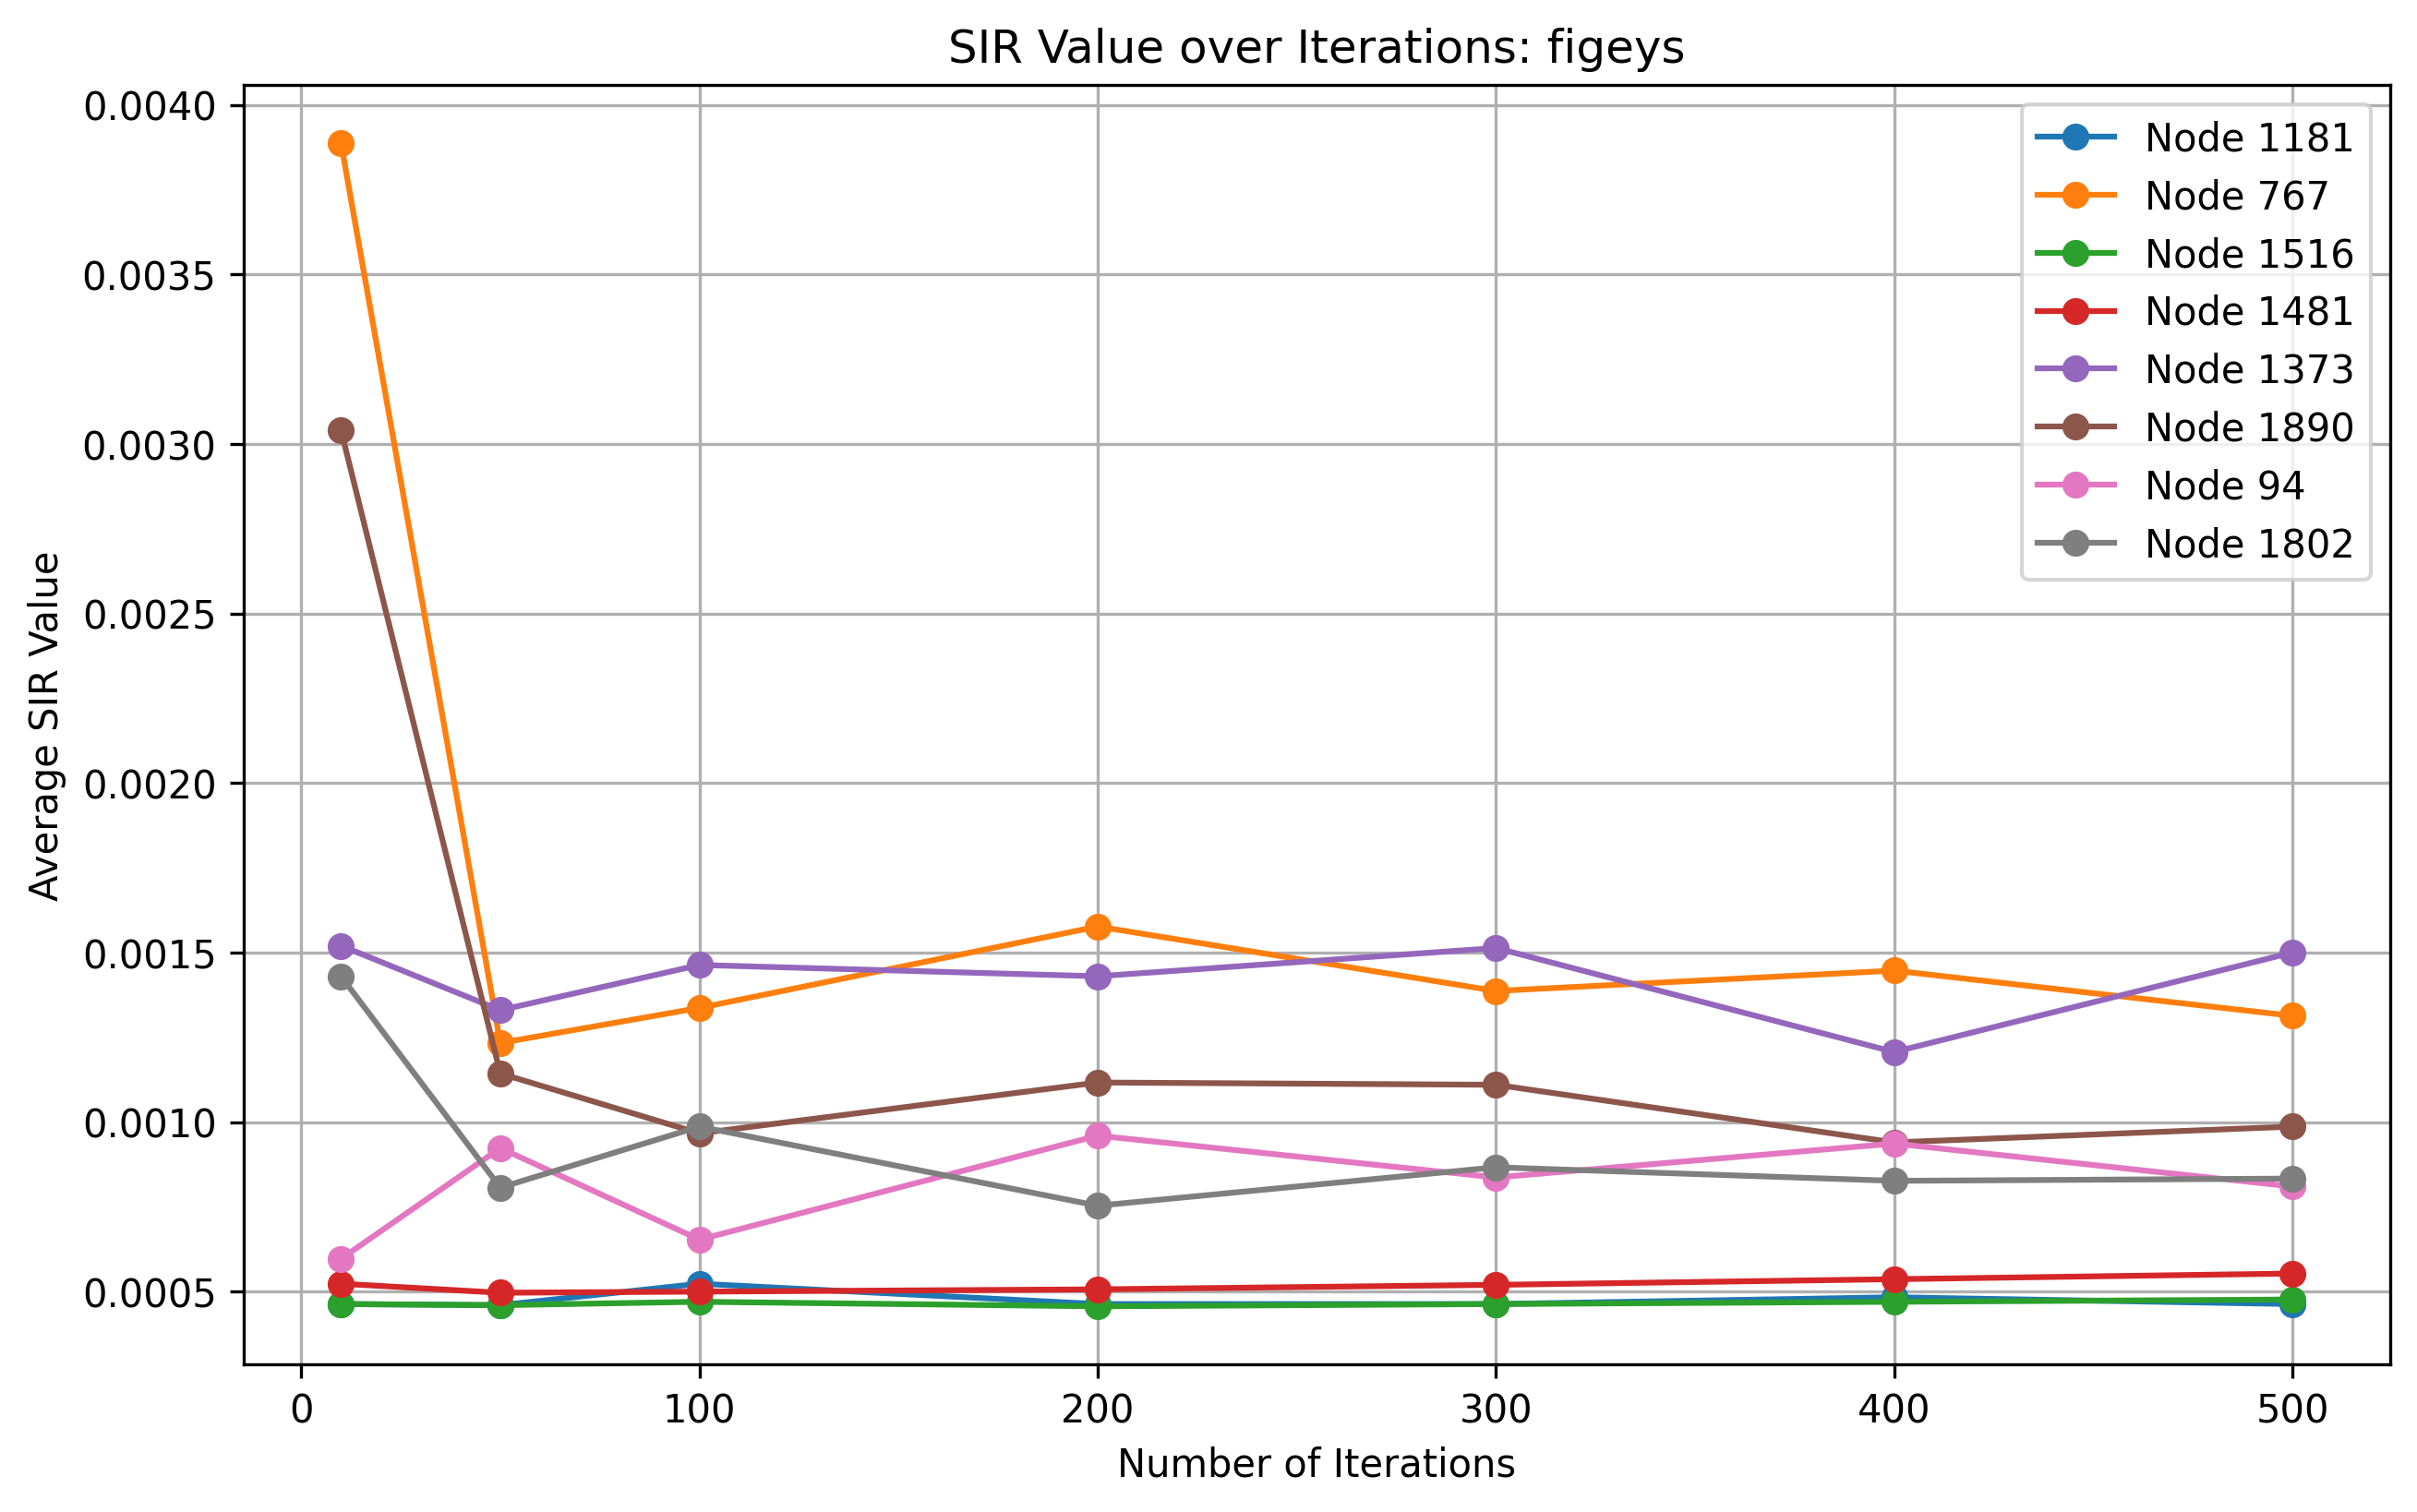 SIR Value over Iterations: figeys
0.0040
0.0035
0.0030
0.0025
0.0020
0.0015
0.0010
0.0005
Average SIR Value
Node 1181
Node 767
Node 1516
Node 1481
Node 1373
Node 1890
Node 94
Node 1802
0 100 200 300 400 500
Number of Iterations